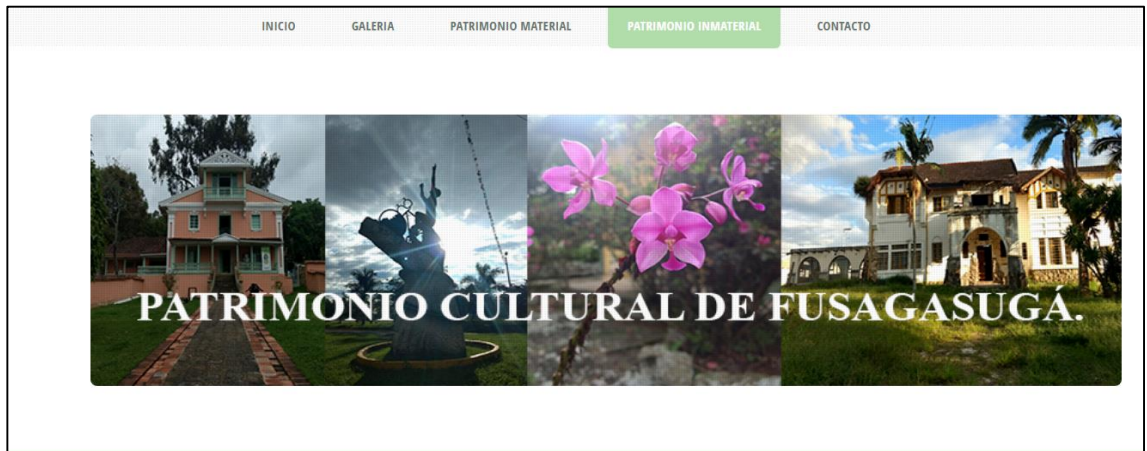 INICIO GALERIA PATRIMONIO MATERIAL PATRIMONIO INMATERIAL CONTACTO
PATRIMONIO CULTURAL DE FUSAGASUGÁ.